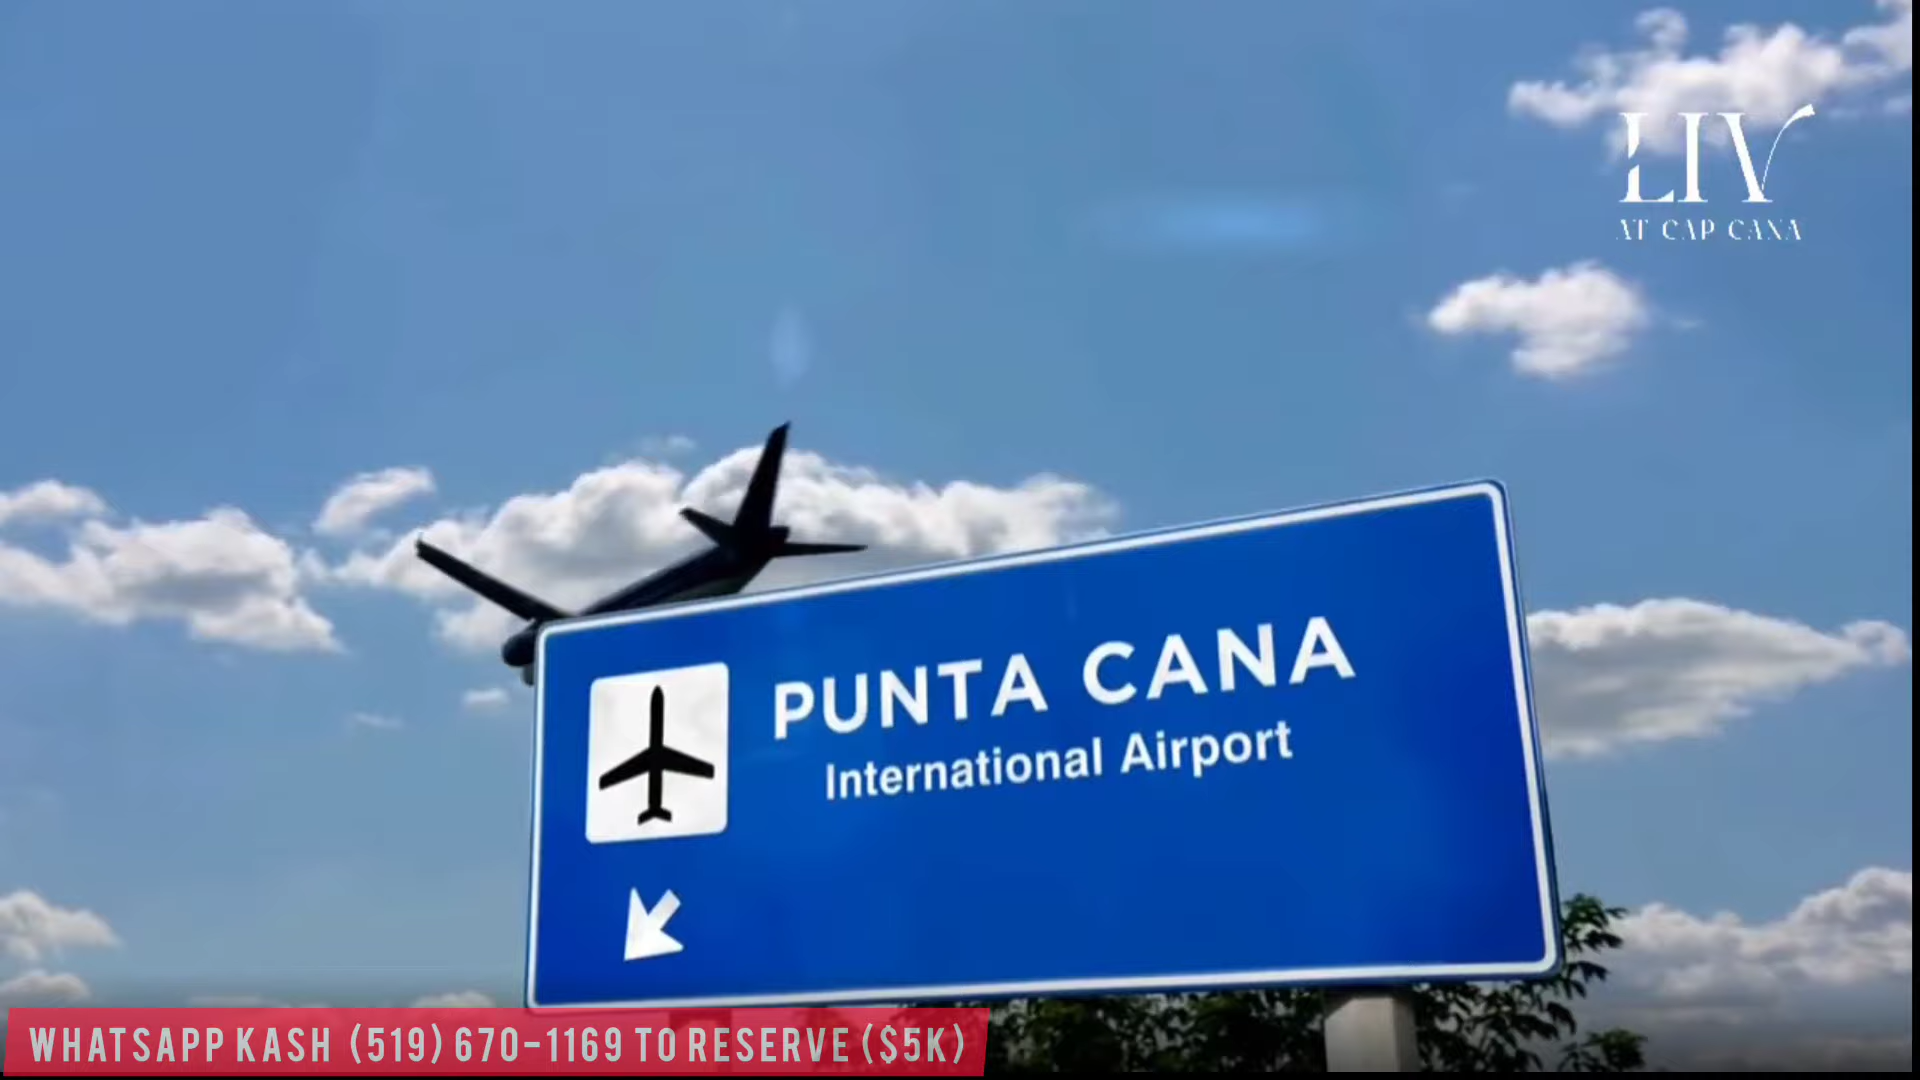 LIV
AT CAP CANA
PUNTA CANA
International Airport
WHATSAPP KASH (519) 670-1169 TO RESERVE ($5K)